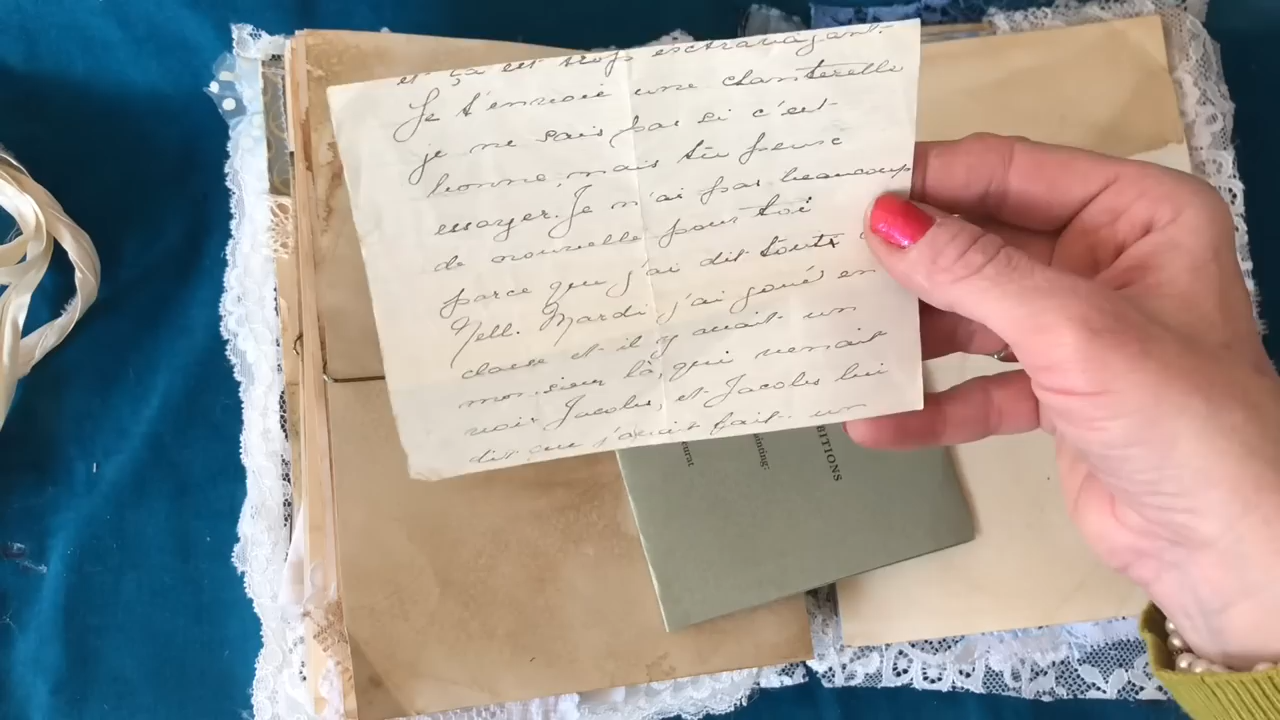 et ça est trop esctravagant.
Je t'envoie une chanterelle
je ne sais pas si c'est
bonne, mais tu peux
essayer. Je n'ai pas beaucoup
de nouvelle pour toi
parce que j'ai dit toute
Nell. Mardi j'ai joué en
classe et il y avait un
monsieur là, qui venait
voir Jacobs, et Jacobs lui
dit que j'avait fait un
BITIONS
ainting:
eurat